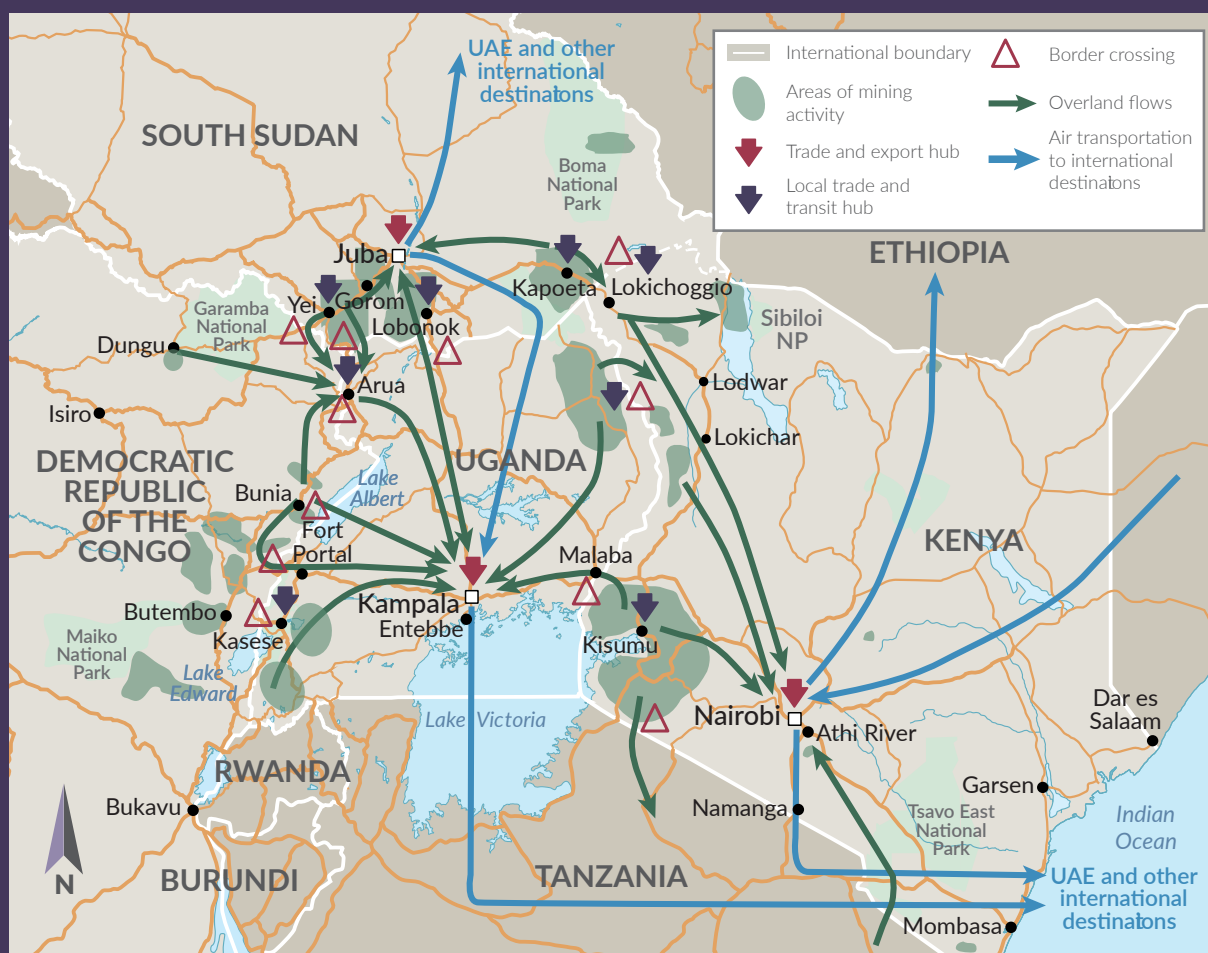 UAE and other
international
destinations
International boundary
Areas of mining
activity
Trade and export hub
Local trade and
transit hub
Border crossing
Overland flows
Air transportation
to international
destinations
SOUTH SUDAN
Boma
National
Park
ETHIOPIA
Juba
Kapoeta
Lokichoggio
Yei
Gorom
Lobonok
Garamba
National
Park
Sibiloi
NP
Dungu
Arua
Lodwar
Isiro
Lokichar
DEMOCRATIC
REPUBLIC
OF THE
CONGO
UGANDA
Lake
Albert
Bunia
Fort
Portal
Malaba
KENYA
Butembo
Kampala
Entebbe
Kasese
Kisumu
Maiko
National
Park
Lake
Edward
Lake Victoria
Nairobi
Athi River
Dar es
Salaam
RWANDA
Bukavu
Namanga
Garsen
Tsavo East
National
Park
Indian
Ocean
N
BURUNDI
TANZANIA
UAE and other
international
destinations
Mombasa